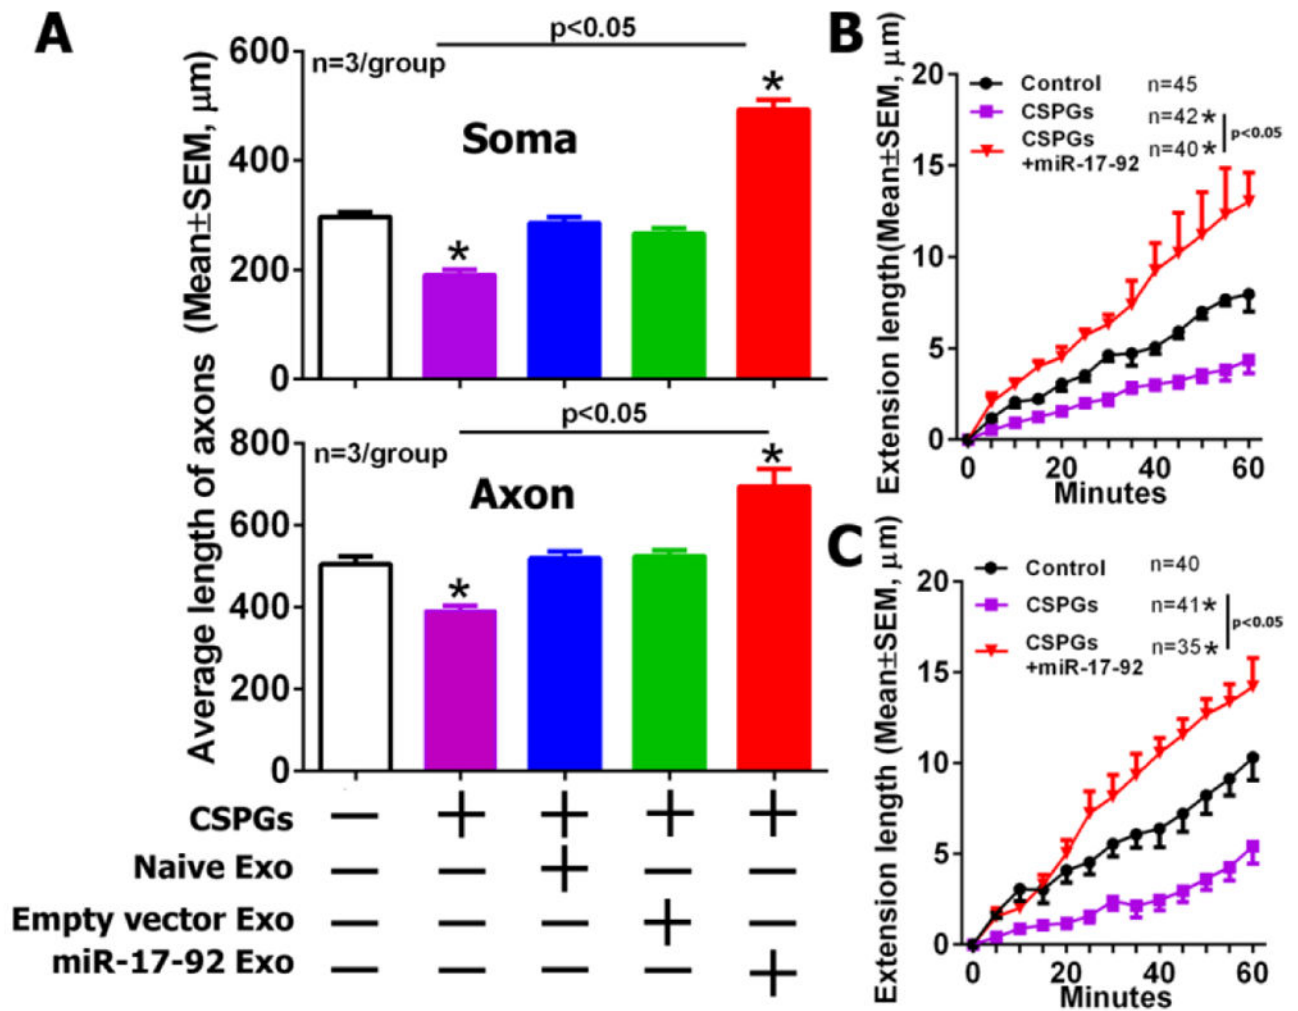 A
p<0.05
n=3/group
Soma
*
*
600
400
200
0
Average length of axons (Mean±SEM, μm)
p<0.05
n=3/group
Axon
*
*
800
600
400
200
0
CSPGs — + + + +
Naive Exo — — + — —
Empty vector Exo — — — + —
miR-17-92 Exo — — — — +
B
Extension length(Mean±SEM, μm)
20
15
10
5
0
Control n=45
CSPGs n=42*
CSPGs
+miR-17-92 n=40*
p<0.05
0 20 40 60
Minutes
C
Extension length (Mean±SEM, μm)
20
15
10
5
0
Control n=40
CSPGs n=41*
CSPGs
+miR-17-92 n=35*
p<0.05
0 20 40 60
Minutes